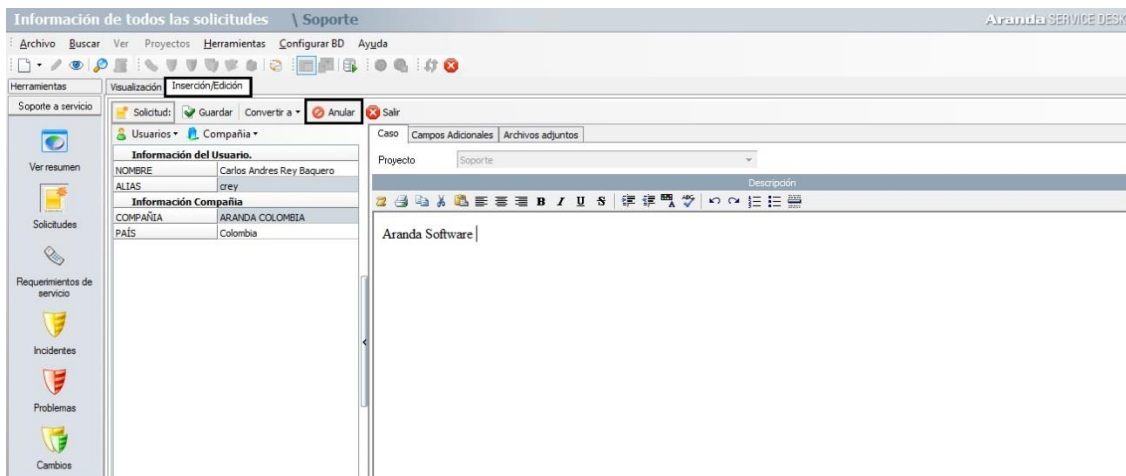 Información de todos las solicitudes \ Soporte
Aranda SERVICE DESK
Archivo Buscar Ver Proyectos Herramientas Configurar BD Ayuda
Herramientas Visualización Inserción/Edición
Soporte a servicio Solicitud: Guardar Convertir a Anular Salir
Usuarios Compañia Caso Campos Adicionales Archivos adjuntos
Información del Usuario.
Proyecto Soporte
Ver resumen NOMBRE Carlos Andres Rey Baquero
ALIAS crey Descripción
Información Compañia
B I U S
COMPAÑIA ARANDA COLOMBIA
PAÍS Colombia
Solicitudes
Aranda Software
Requerimientos de
servicio
Incidentes
Problemas
Cambios